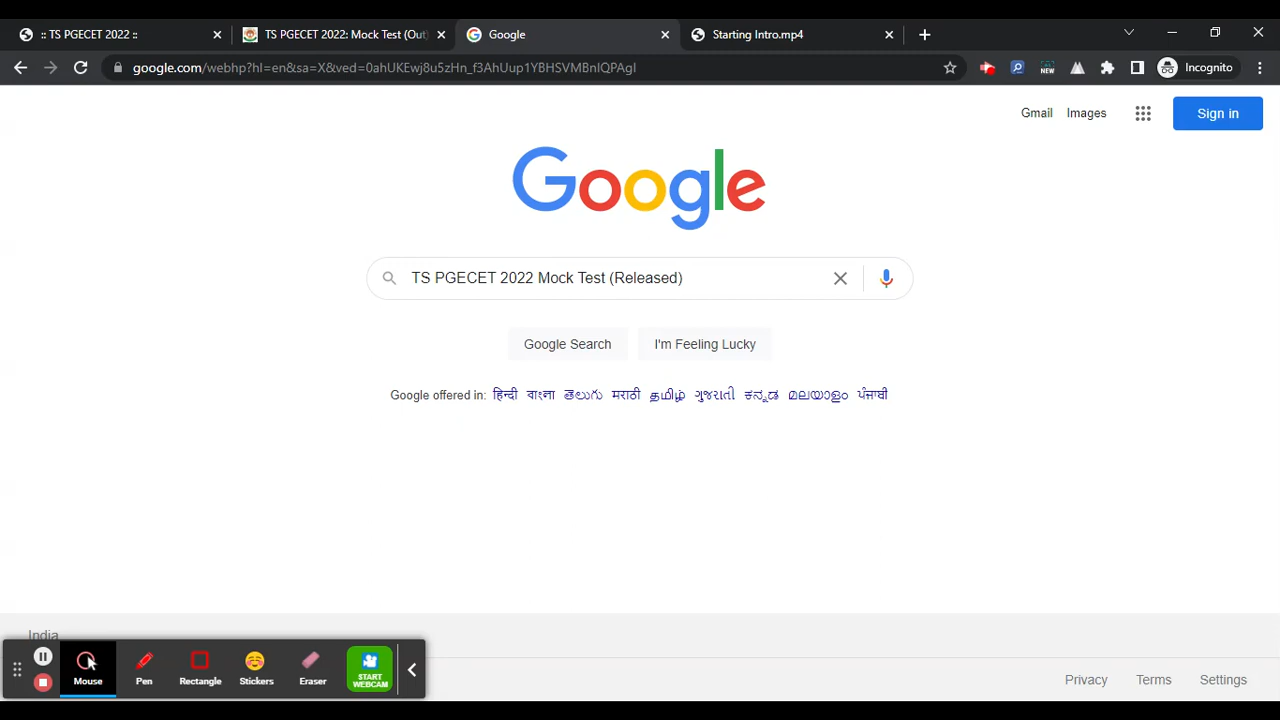 :: TS PGECET 2022 ::
TS PGECET 2022: Mock Test (Out)
Google
Starting Intro.mp4
google.com/webhp?hl=en&sa=X&ved=0ahUKEwj8u5zHn_f3AhUup1YBHSVMBnIQPAgI
NEW
Incognito
Gmail
Images
Sign in
Google
TS PGECET 2022 Mock Test (Released)
Google Search
I'm Feeling Lucky
Google offered in: हिन्दी বাংলা తెలుగు मराठी தமிழ் ગુજરાતી ಕನ್ನಡ മലയാളം ਪੰਜਾਬੀ
India
Mouse
Pen
Rectangle
Stickers
Eraser
START
WEBCAM
Privacy
Terms
Settings